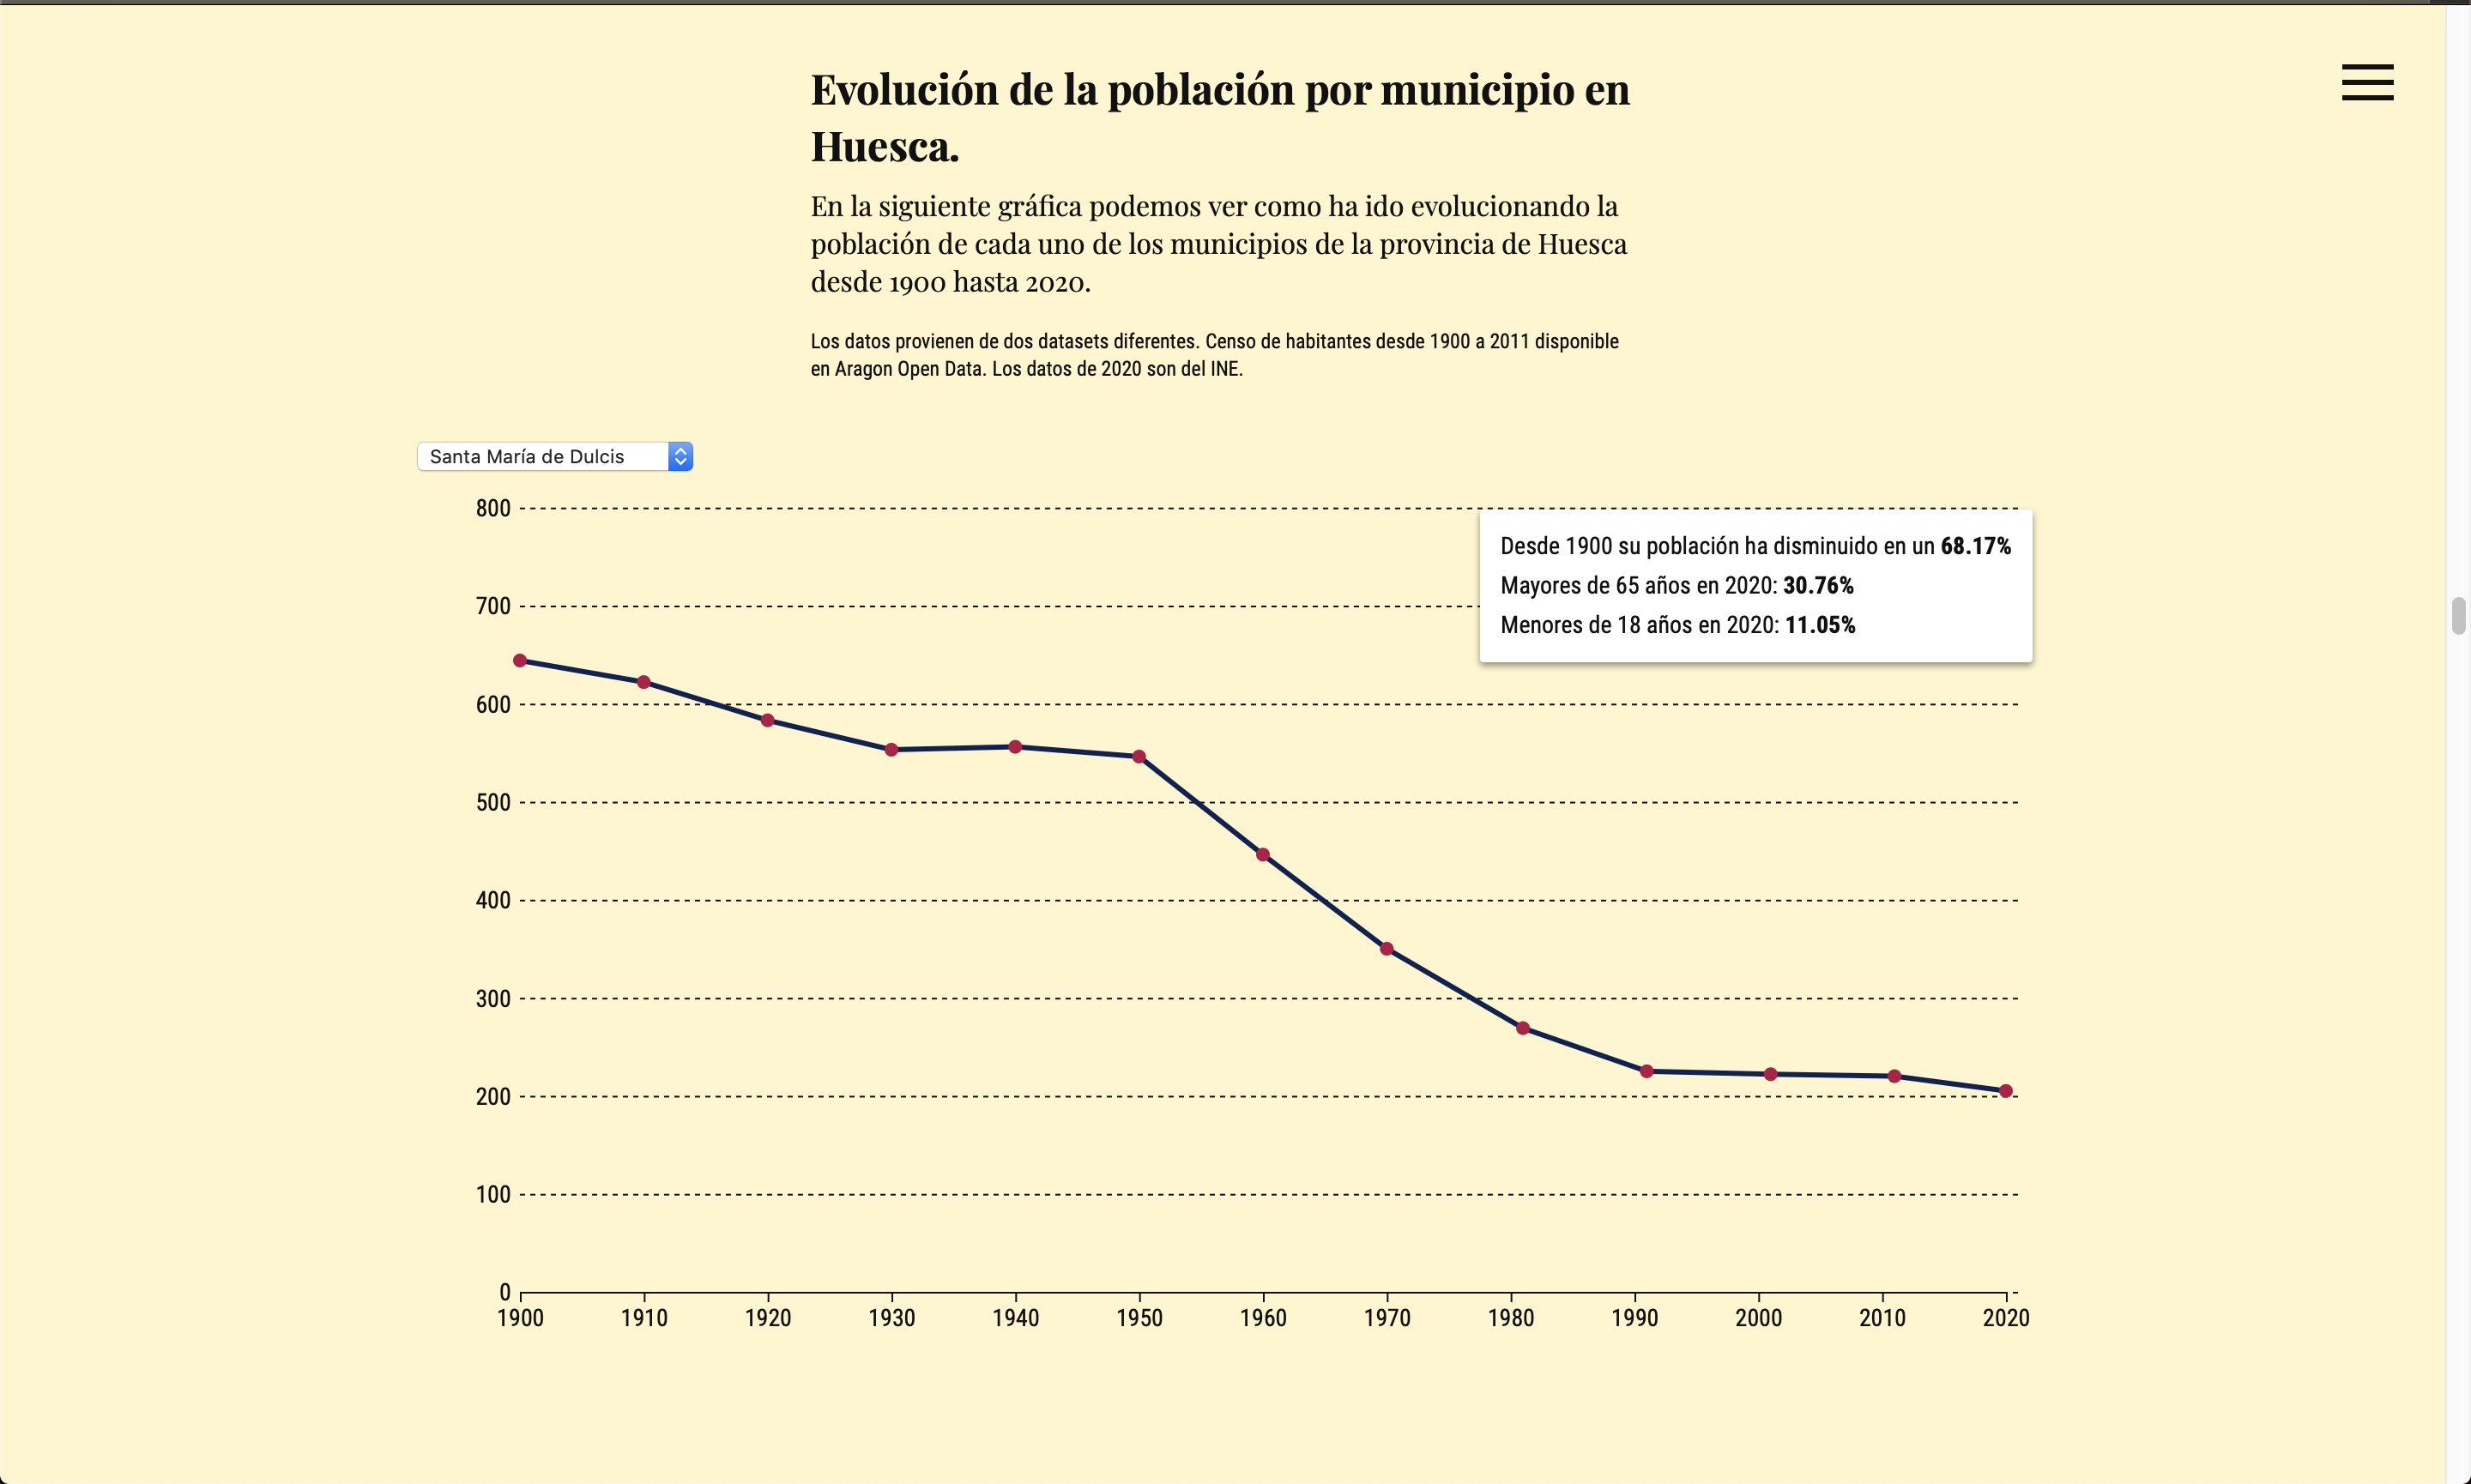 Evolución de la población por municipio en
Huesca.
En la siguiente gráfica podemos ver como ha ido evolucionando la
población de cada uno de los municipios de la provincia de Huesca
desde 1900 hasta 2020.
Los datos provienen de dos datasets diferentes. Censo de habitantes desde 1900 a 2011 disponible
en Aragon Open Data. Los datos de 2020 son del INE.
Santa María de Dulcis
800
Desde 1900 su población ha disminuido en un 68.17%
Mayores de 65 años en 2020: 30.76%
Menores de 18 años en 2020: 11.05%
700
600
500
400
300
200
100
0
1900 1910 1920 1930 1940 1950 1960 1970 1980 1990 2000 2010 2020